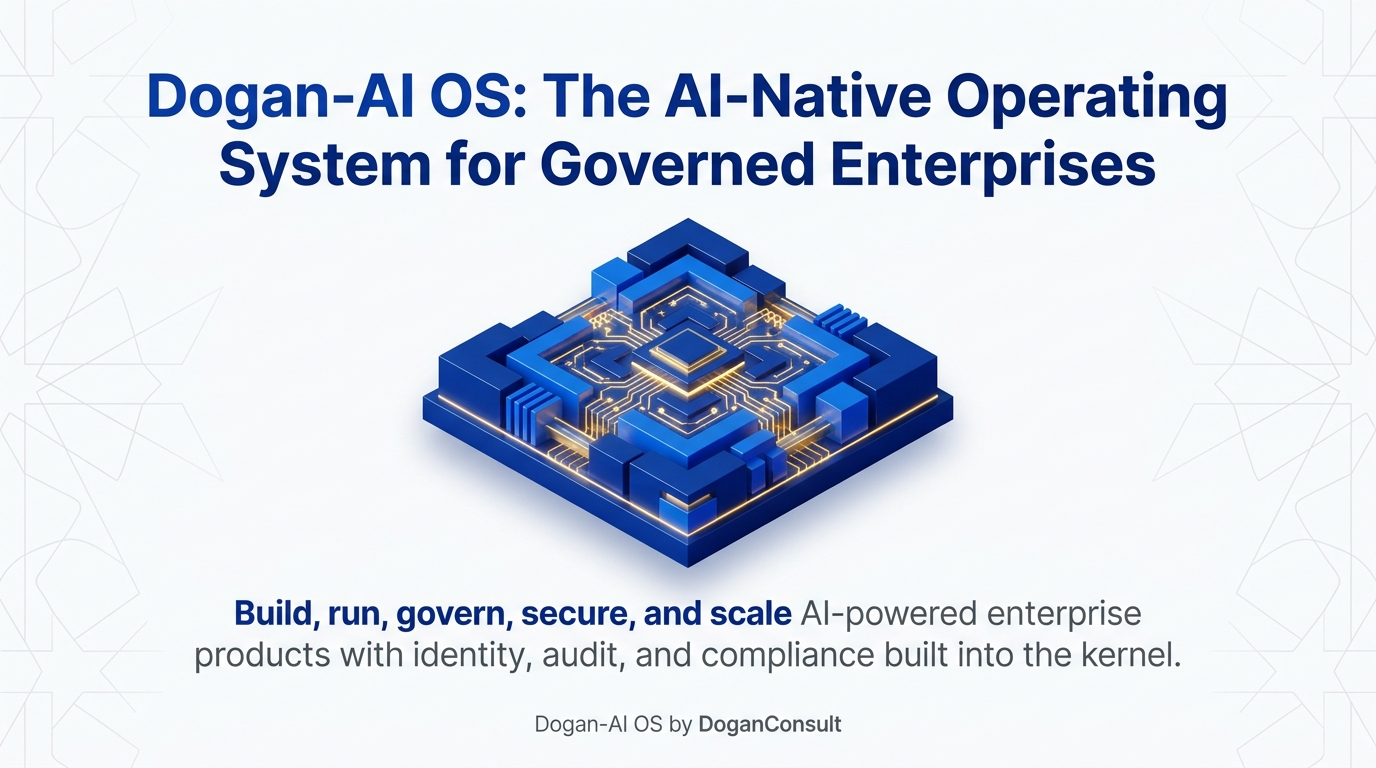 Dogan-AI OS: The AI-Native Operating
System for Governed Enterprises
Build, run, govern, secure, and scale AI-powered enterprise
products with identity, audit, and compliance built into the kernel.
Dogan-AI OS by DoganConsult